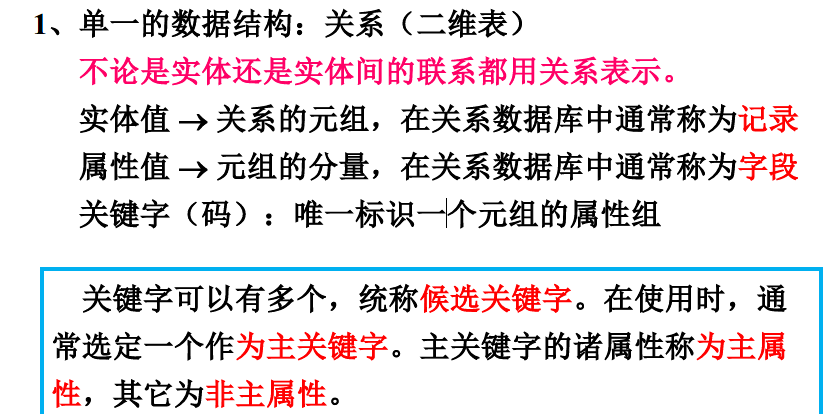 1、单一的数据结构：关系（二维表）
不论是实体还是实体间的联系都用关系表示。
实体值 → 关系的元组，在关系数据库中通常称为记录
属性值 → 元组的分量，在关系数据库中通常称为字段
关键字（码）：唯一标识一个元组的属性组
关键字可以有多个，统称候选关键字。在使用时，通
常选定一个作为主关键字。主关键字的诸属性称为主属
性，其它为非主属性。